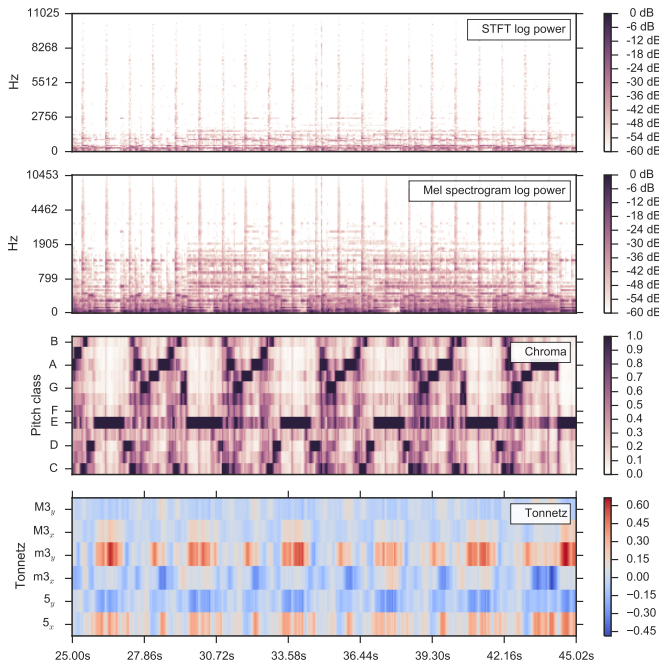 11025
8268
5512
2756
0
Hz
STFT log power
0 dB
−6 dB
−12 dB
−18 dB
−24 dB
−30 dB
−36 dB
−42 dB
−48 dB
−54 dB
−60 dB
10453
4462
1905
799
0
Hz
Mel spectrogram log power
0 dB
−6 dB
−12 dB
−18 dB
−24 dB
−30 dB
−36 dB
−42 dB
−48 dB
−54 dB
−60 dB
B
A
G
F
E
D
C
Pitch class
Chroma
1.0
0.9
0.8
0.7
0.6
0.5
0.4
0.3
0.2
0.1
0.0
M3y
M3x
m3y
m3x
5y
5x
Tonnetz
Tonnetz
0.60
0.45
0.30
0.15
0.00
−0.15
−0.30
−0.45
25.00s 27.86s 30.72s 33.58s 36.44s 39.30s 42.16s 45.02s